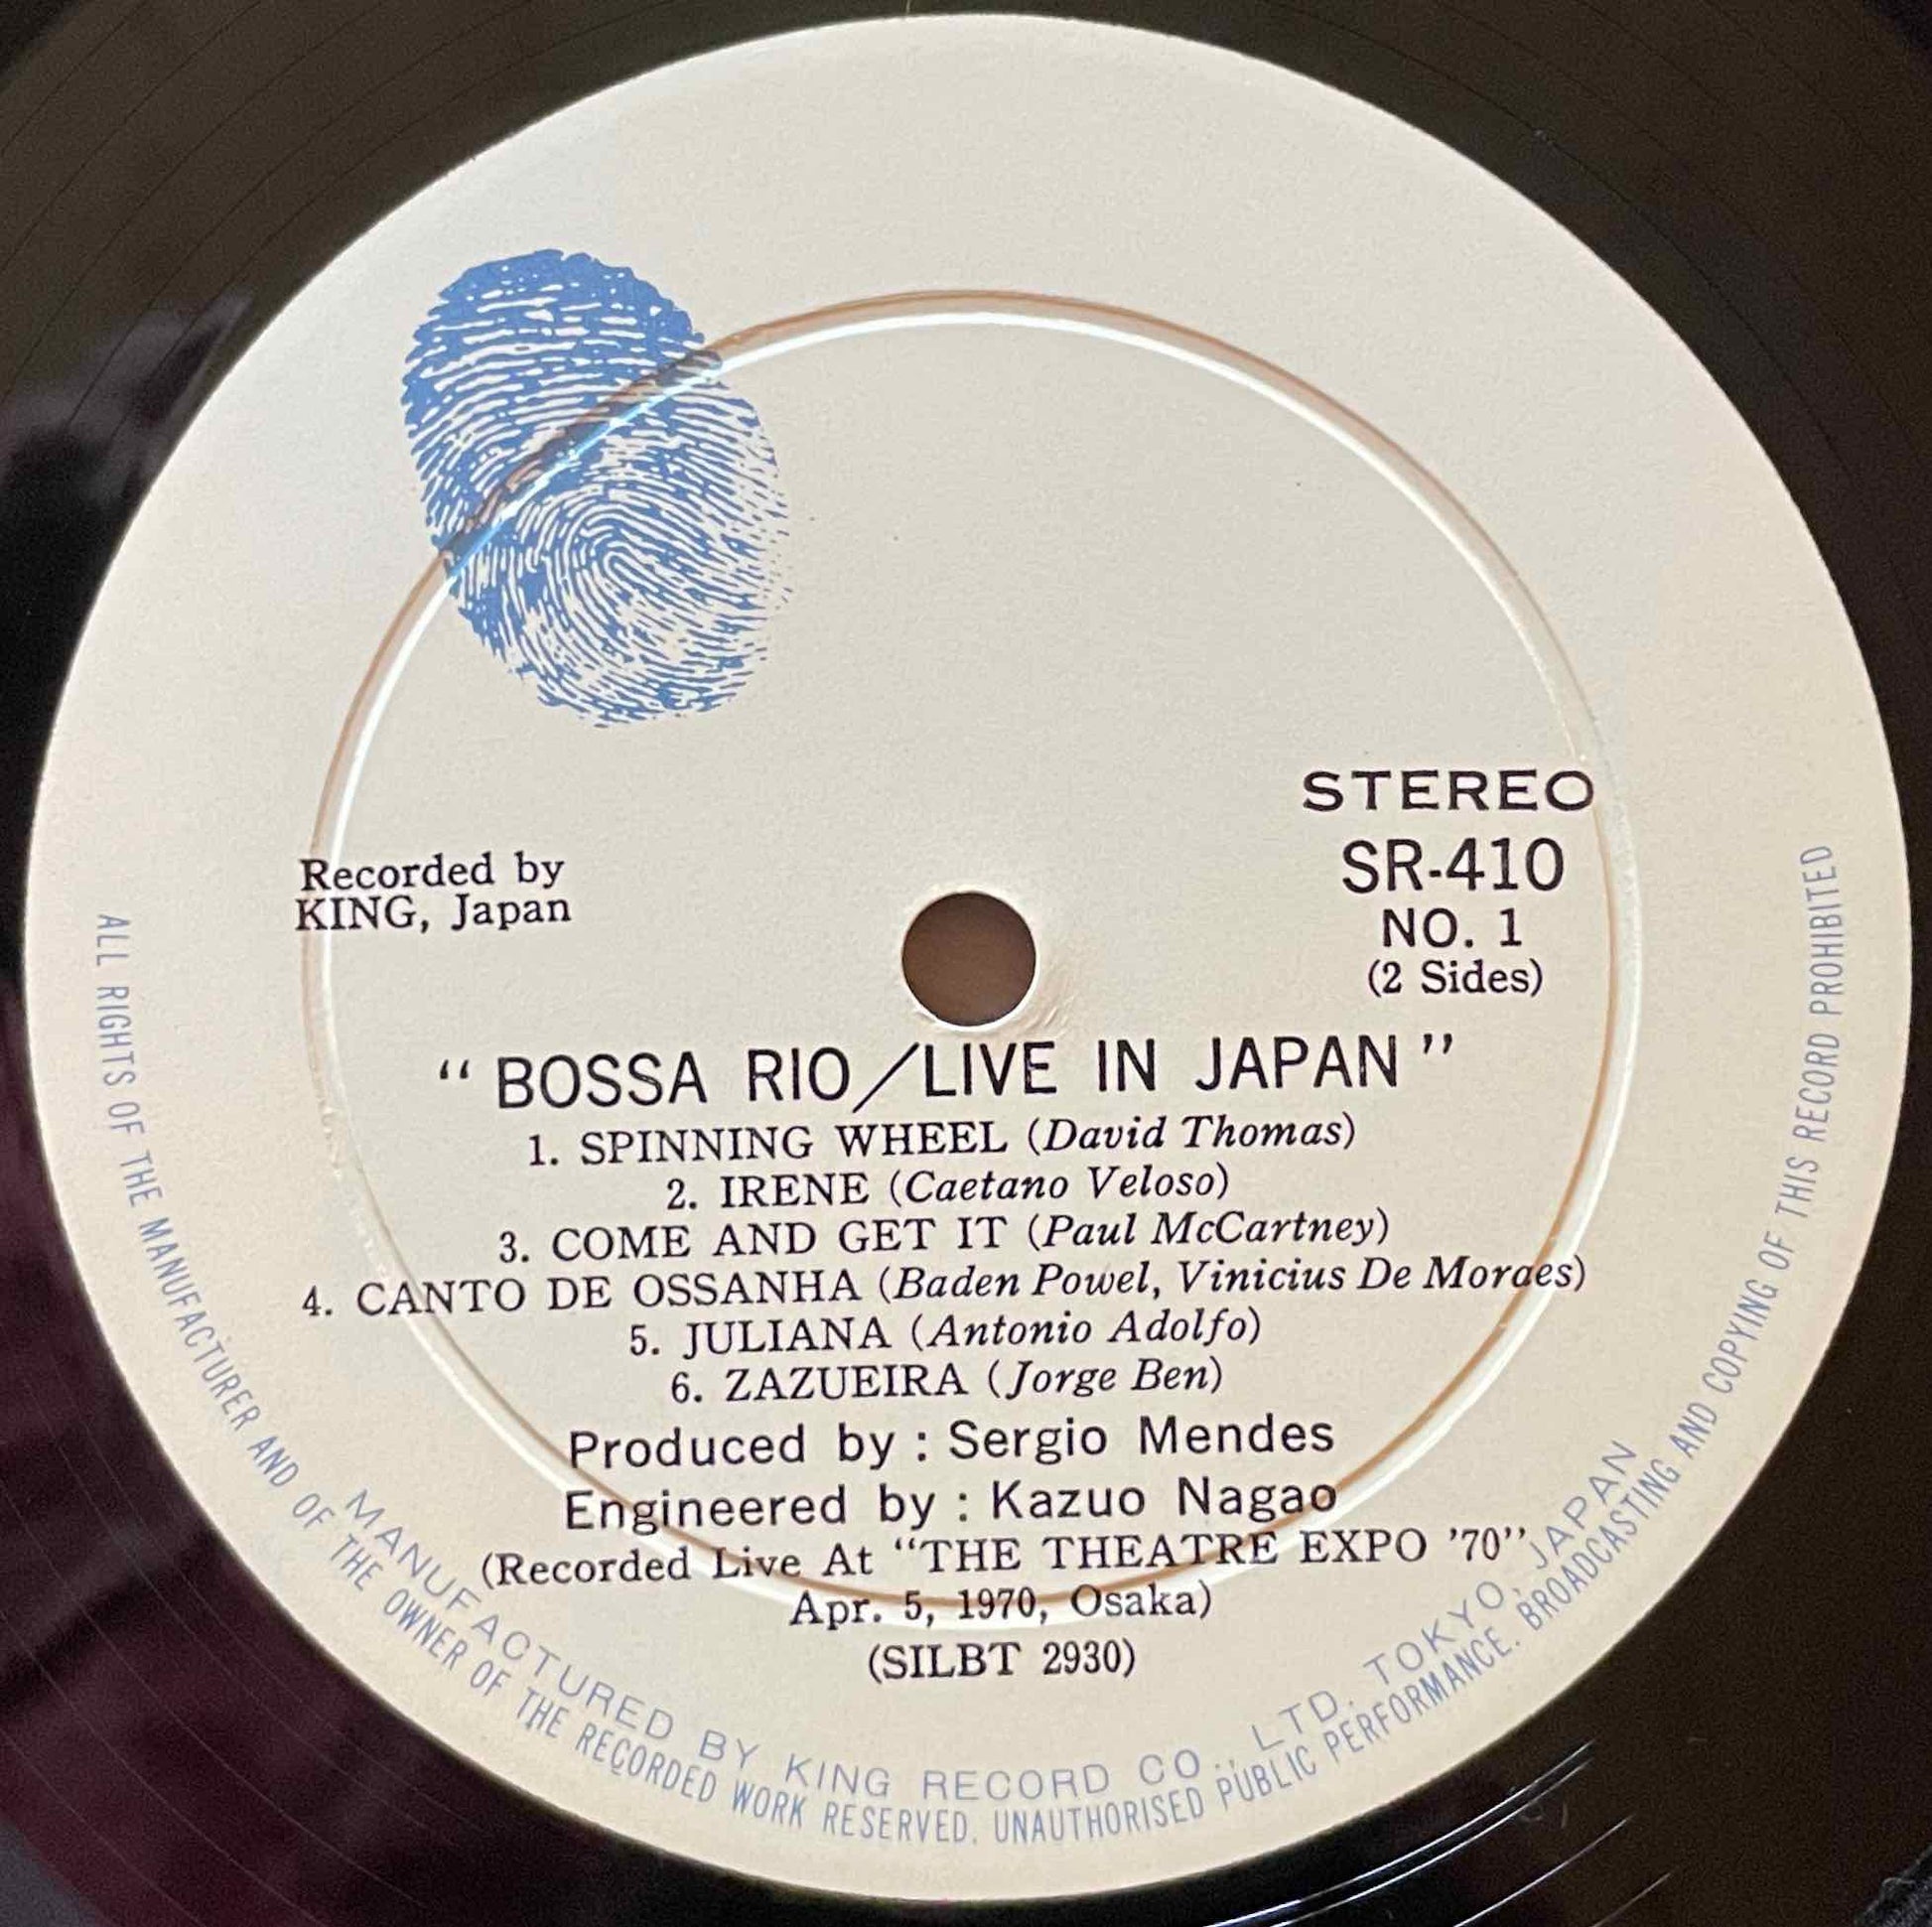 STEREO
SR-410
NO. 1
(2 Sides)
Recorded by
KING, Japan
“BOSSA RIO/LIVE IN JAPAN”
1. SPINNING WHEEL (David Thomas)
2. IRENE (Caetano Veloso)
3. COME AND GET IT (Paul McCartney)
4. CANTO DE OSSANHA (Baden Powel, Vinicius De Moraes)
5. JULIANA (Antonio Adolfo)
6. ZAZUEIRA (Jorge Ben)
Produced by : Sergio Mendes
Engineered by : Kazuo Nagao
(Recorded Live At “THE THEATRE EXPO ’70”
Apr. 5, 1970, Osaka)
(SILBT 2930)
MANUFACTURED BY KING RECORD CO., LTD. TOKYO, JAPAN
ALL RIGHTS OF THE MANUFACTURER AND OF THE OWNER OF THE RECORDED WORK RESERVED. UNAUTHORISED PUBLIC PERFORMANCE. BROADCASTING AND COPYING OF THIS RECORD PROHIBITED